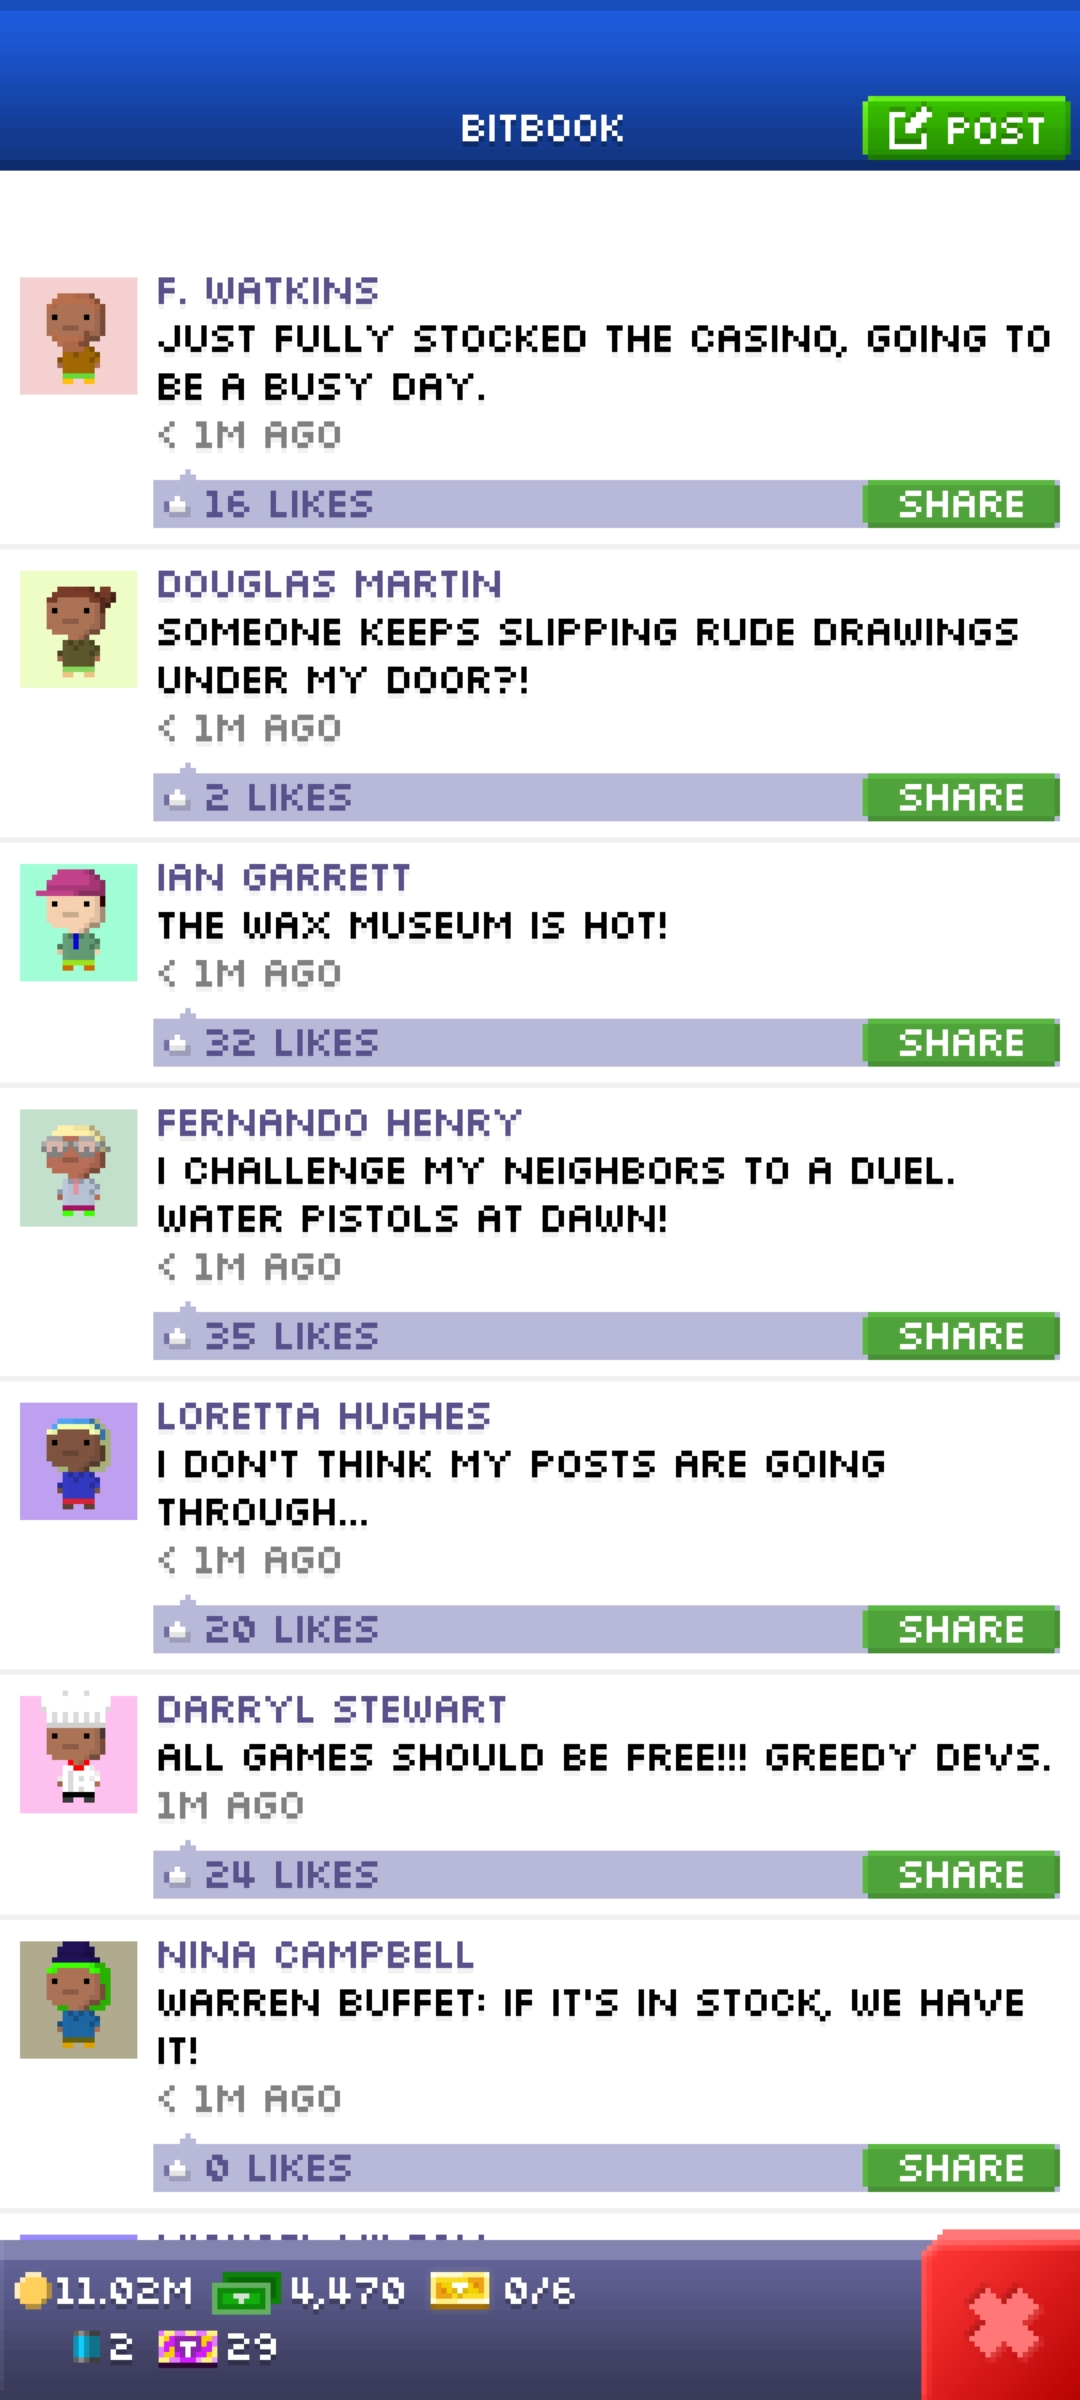 BITBOOK
POST
F. WATKINS
JUST FULLY STOCKED THE CASINO, GOING TO
BE A BUSY DAY.
< 1M AGO
16 LIKES
SHARE
DOUGLAS MARTIN
SOMEONE KEEPS SLIPPING RUDE DRAWINGS
UNDER MY DOOR?!
< 1M AGO
2 LIKES
SHARE
IAN GARRETT
THE WAX MUSEUM IS HOT!
< 1M AGO
32 LIKES
SHARE
FERNANDO HENRY
I CHALLENGE MY NEIGHBORS TO A DUEL.
WATER PISTOLS AT DAWN!
< 1M AGO
35 LIKES
SHARE
LORETTA HUGHES
I DON'T THINK MY POSTS ARE GOING
THROUGH...
< 1M AGO
20 LIKES
SHARE
DARRYL STEWART
ALL GAMES SHOULD BE FREE!!! GREEDY DEVS.
1M AGO
24 LIKES
SHARE
NINA CAMPBELL
WARREN BUFFET: IF IT'S IN STOCK, WE HAVE
IT!
< 1M AGO
0 LIKES
SHARE
11.02M 4,470 0/6
2 29